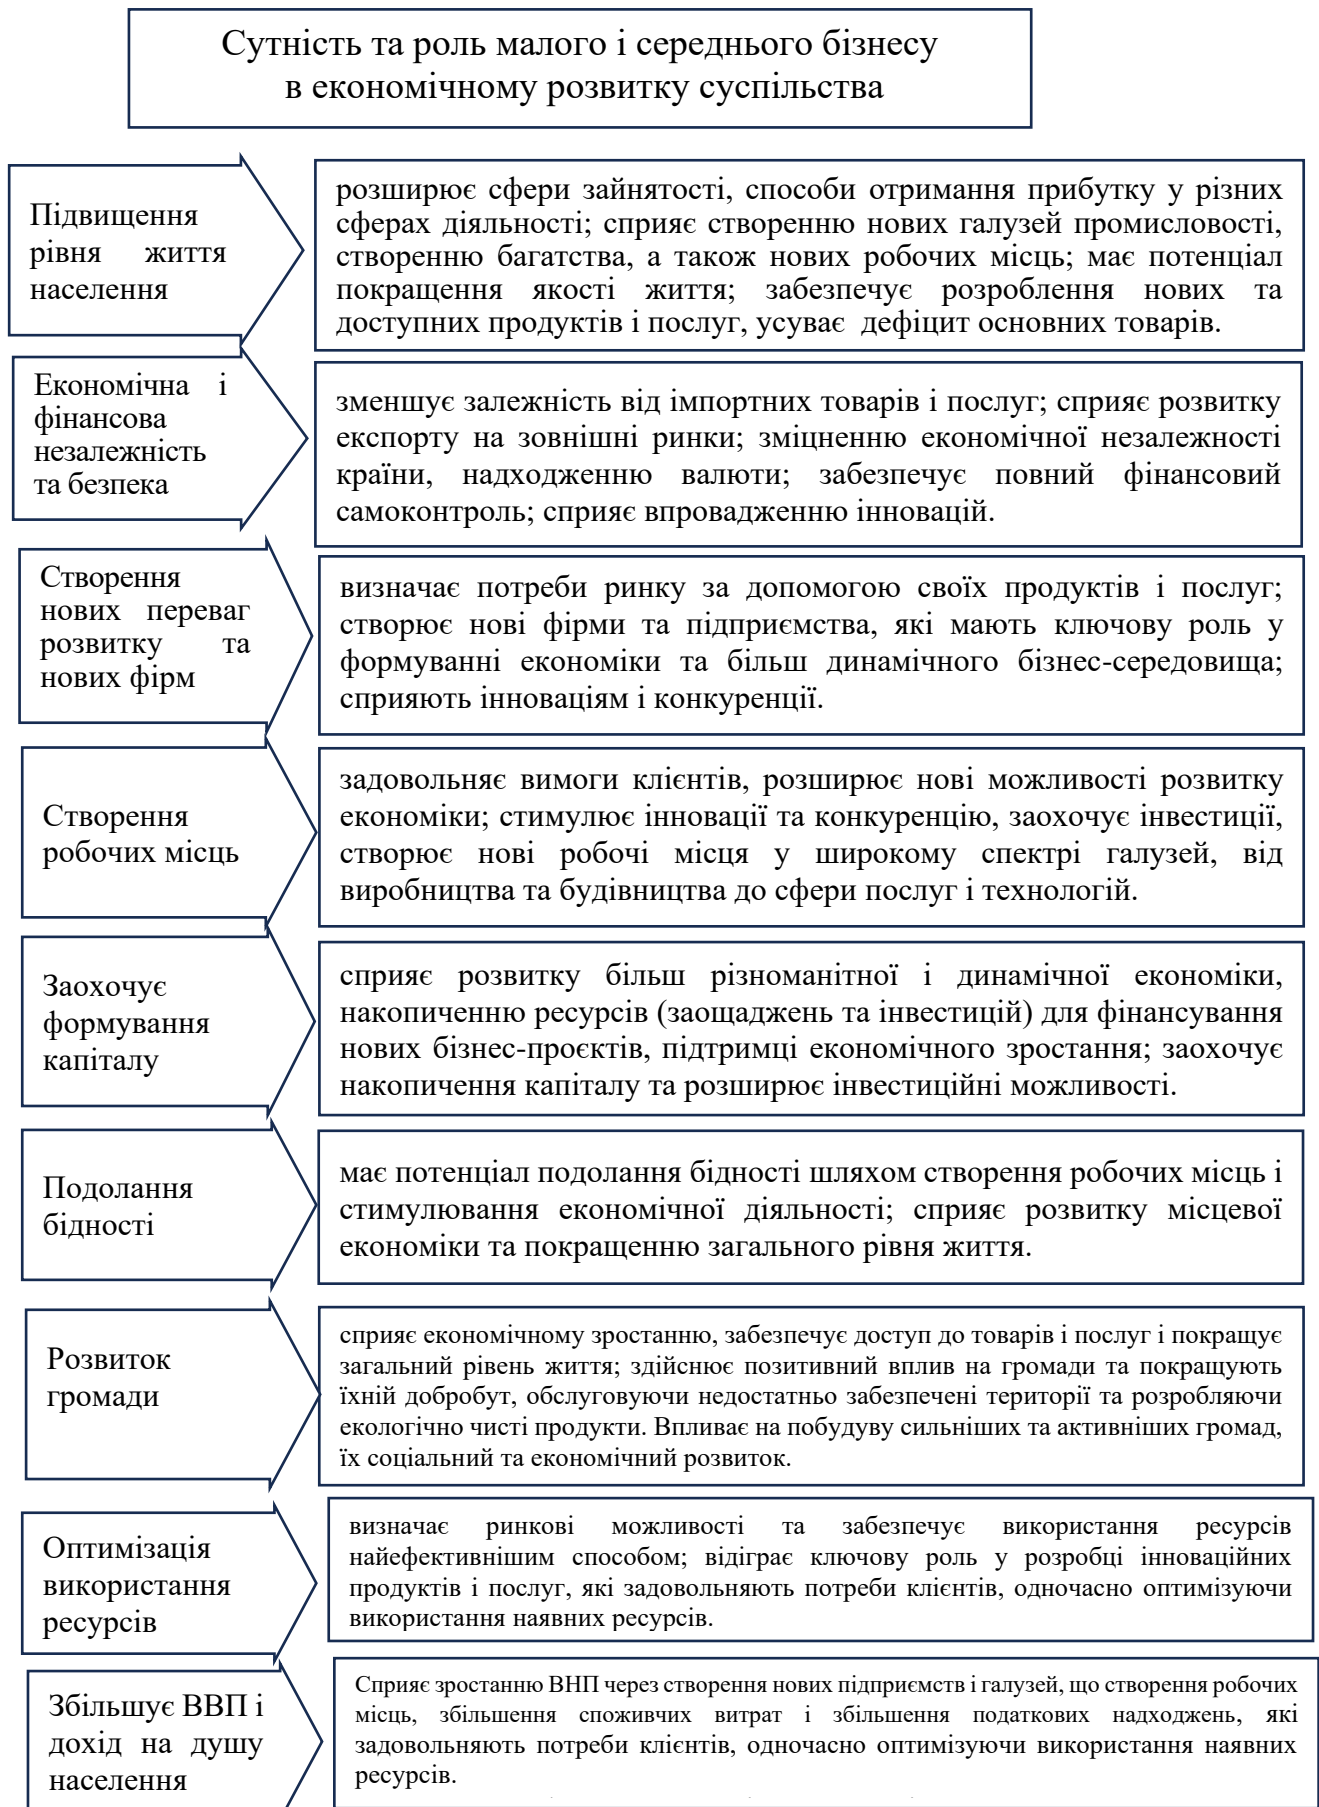 Сутність та роль малого і середнього бізнесу
в економічному розвитку суспільства
Підвищення
рівня життя
населення
розширює сфери зайнятості, способи отримання прибутку у різних
сферах діяльності; сприяє створенню нових галузей промисловості,
створенню багатства, а також нових робочих місць; має потенціал
покращення якості життя; забезпечує розроблення нових та
доступних продуктів і послуг, усуває дефіцит основних товарів.
Економічна і
фінансова
незалежність
та безпека
зменшує залежність від імпортних товарів і послуг; сприяє розвитку
експорту на зовнішні ринки; зміцненню економічної незалежності
країни, надходженню валюти; забезпечує повний фінансовий
самоконтроль; сприяє впровадженню інновацій.
Створення
нових переваг
розвитку та
нових фірм
визначає потреби ринку за допомогою своїх продуктів і послуг;
створює нові фірми та підприємства, які мають ключову роль у
формуванні економіки та більш динамічного бізнес-середовища;
сприяють інноваціям і конкуренції.
Створення
робочих місць
задовольняє вимоги клієнтів, розширює нові можливості розвитку
економіки; стимулює інновації та конкуренцію, заохочує інвестиції,
створює нові робочі місця у широкому спектрі галузей, від
виробництва та будівництва до сфери послуг і технологій.
Заохочує
формування
капіталу
сприяє розвитку більш різноманітної і динамічної економіки,
накопиченню ресурсів (заощаджень та інвестицій) для фінансування
нових бізнес-проєктів, підтримці економічного зростання; заохочує
накопичення капіталу та розширює інвестиційні можливості.
Подолання
бідності
має потенціал подолання бідності шляхом створення робочих місць і
стимулювання економічної діяльності; сприяє розвитку місцевої
економіки та покращенню загального рівня життя.
Розвиток
громади
сприяє економічному зростанню, забезпечує доступ до товарів і послуг і покращує
загальний рівень життя; здійснює позитивний вплив на громади та покращують
їхній добробут, обслуговуючи недостатньо забезпечені території та розробляючи
екологічно чисті продукти. Впливає на побудуву сильніших та активніших громад,
їх соціальний та економічний розвиток.
Оптимізація
використання
ресурсів
визначає ринкові можливості та забезпечує використання ресурсів
найефективнішим способом; відіграє ключову роль у розробці інноваційних
продуктів і послуг, які задовольняють потреби клієнтів, одночасно оптимізуючи
використання наявних ресурсів.
Збільшує ВВП і
дохід на душу
населення
Сприяє зростанню ВНП через створення нових підприємств і галузей, що створення робочих
місць, збільшення споживчих витрат і збільшення податкових надходжень, які
задовольняють потреби клієнтів, одночасно оптимізуючи використання наявних
ресурсів.